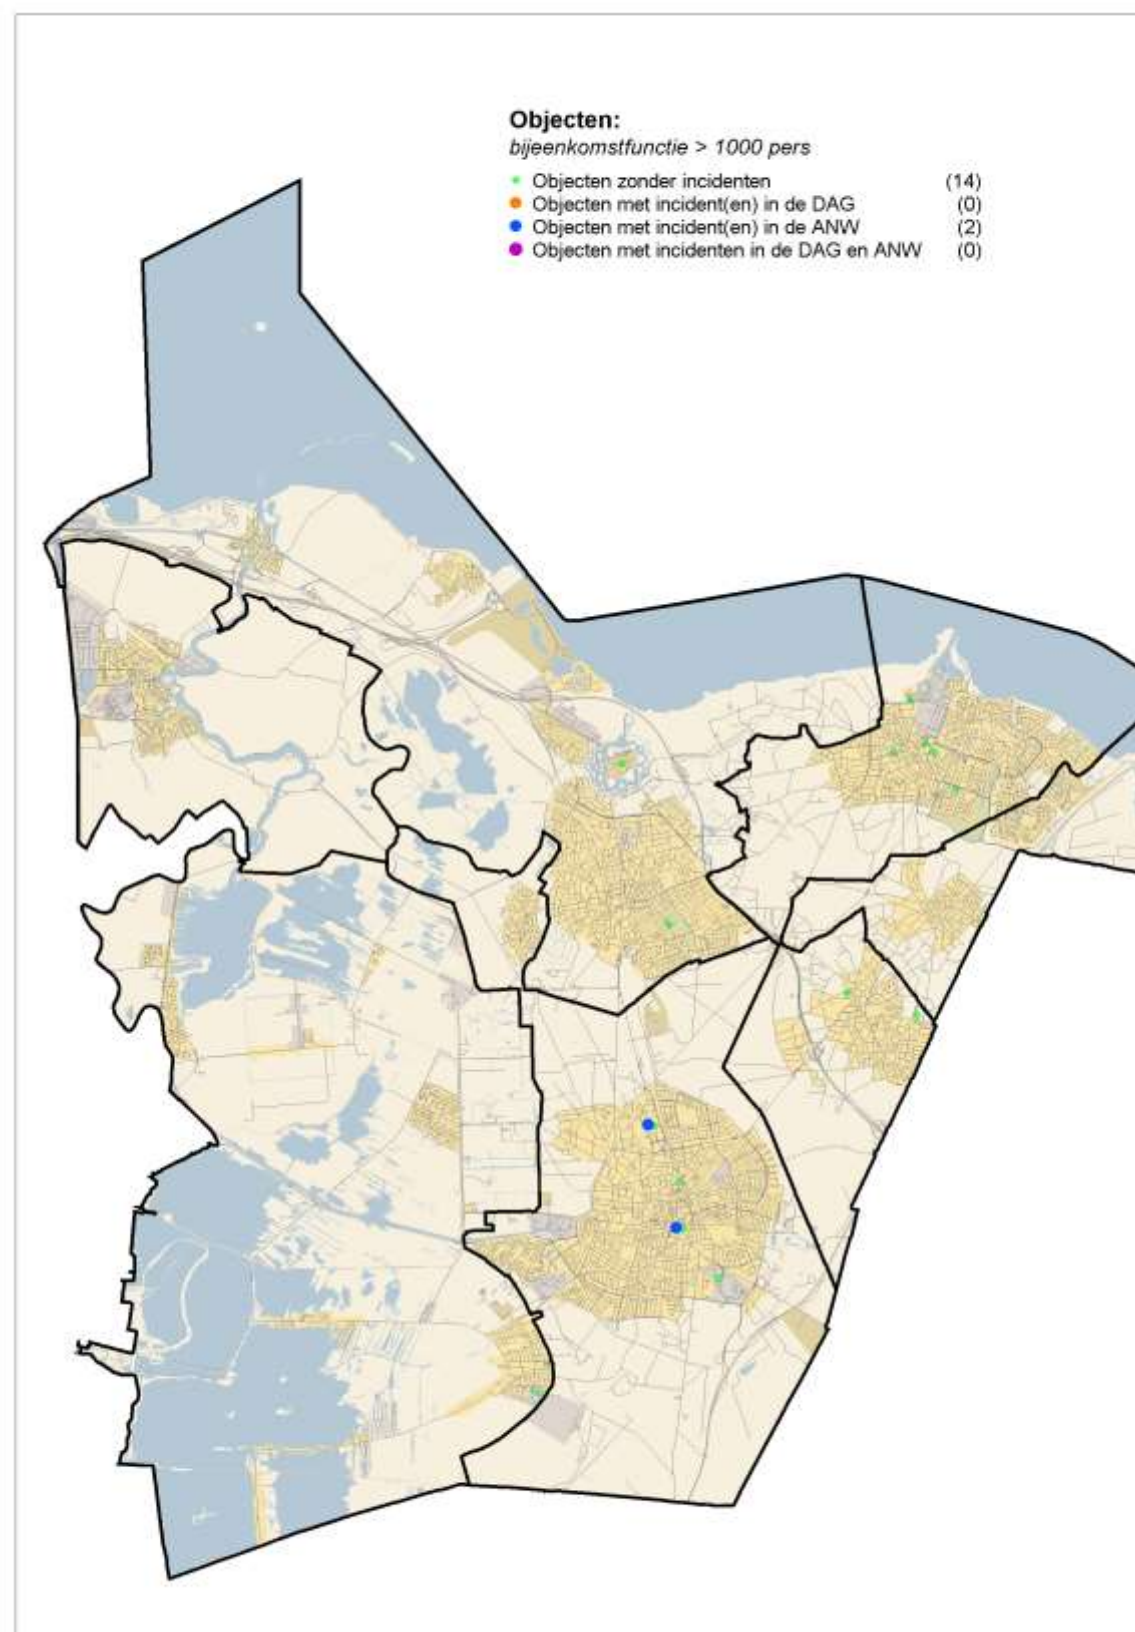 Objecten:
bijeenkomstfunctie > 1000 pers
Objecten zonder incidenten (14)
Objecten met incident(en) in de DAG (0)
Objecten met incident(en) in de ANW (2)
Objecten met incidenten in de DAG en ANW (0)